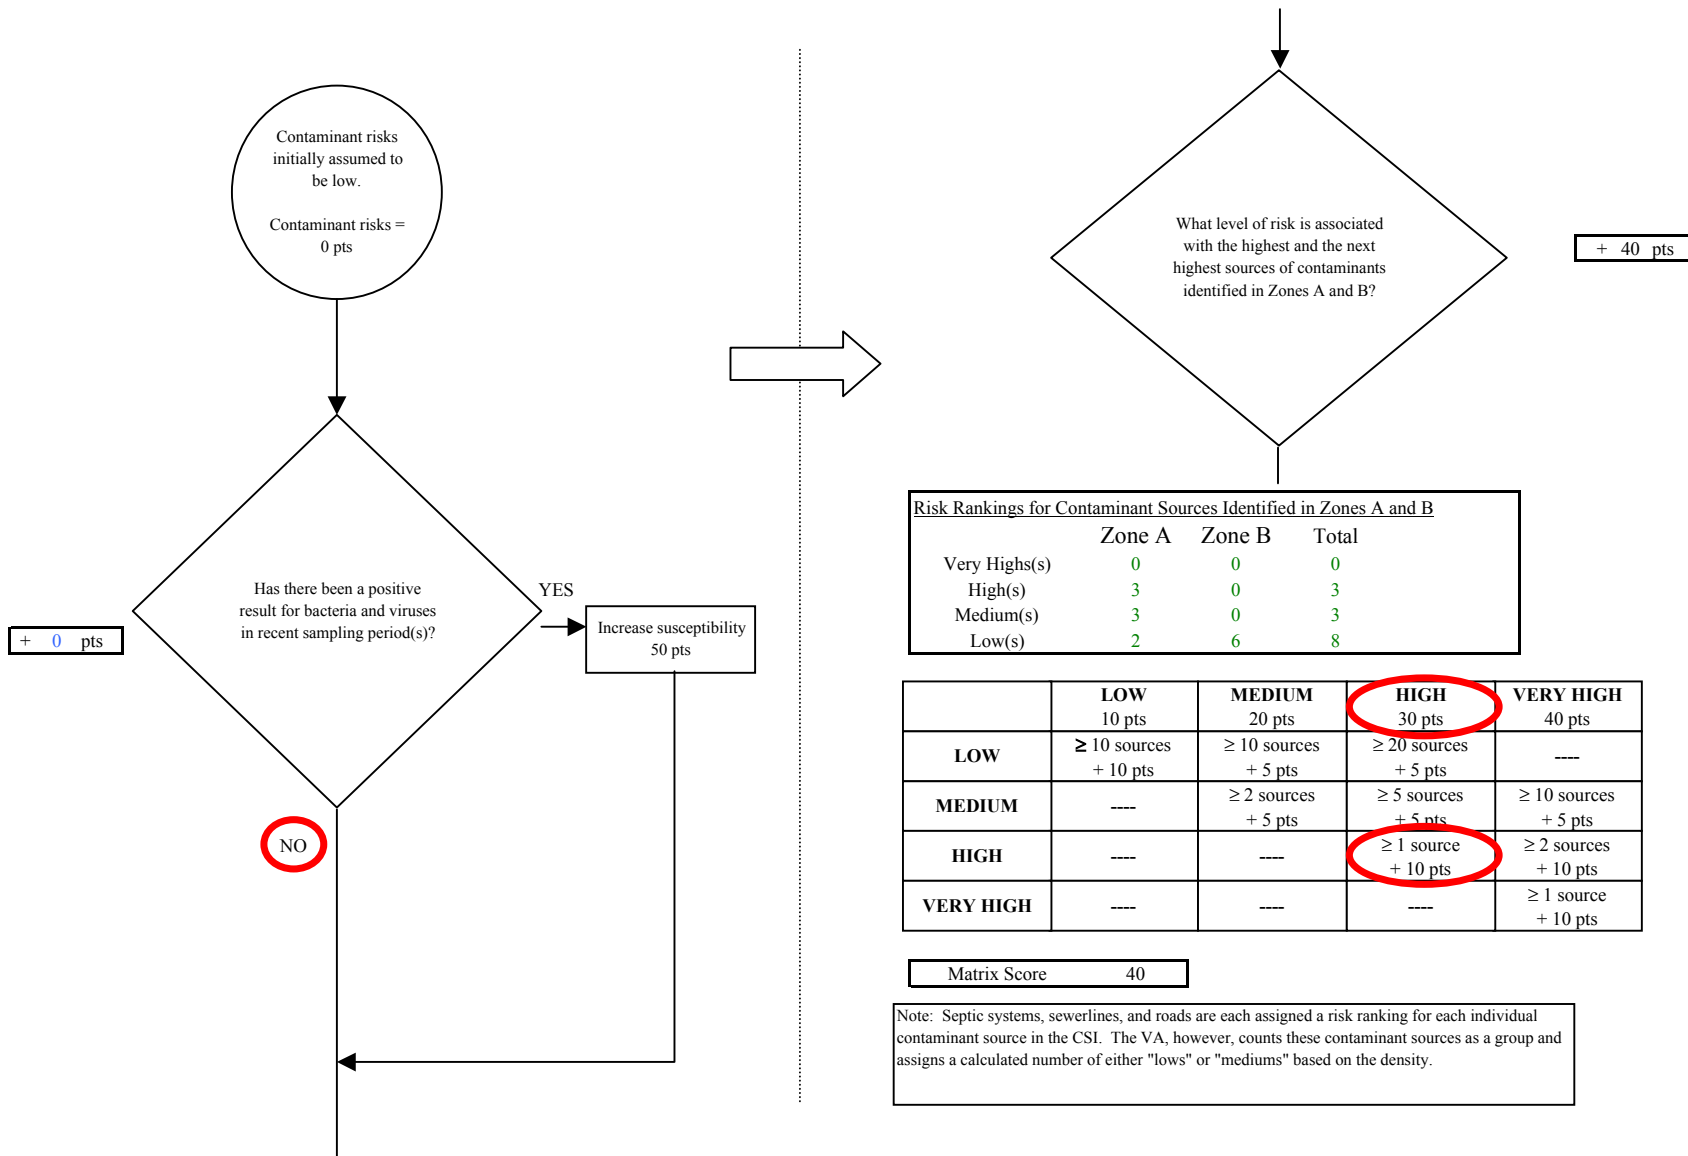 Contaminant risks
initially assumed to
be low.
Contaminant risks =
0 pts
Has there been a positive
result for bacteria and viruses
in recent sampling period(s)?
YES
+ 0 pts
Increase susceptibility
50 pts
NO
What level of risk is associated
with the highest and the next
highest sources of contaminants
identified in Zones A and B?
+ 40 pts
Risk Rankings for Contaminant Sources Identified in Zones A and B
Zone A Zone B Total
Very Highs(s) 0 0 0
High(s) 3 0 3
Medium(s) 3 0 3
Low(s) 2 6 8
LOW MEDIUM HIGH VERY HIGH
10 pts 20 pts 30 pts 40 pts
LOW ≥ 10 sources ≥ 10 sources ≥ 20 sources ----
+ 10 pts + 5 pts + 5 pts
MEDIUM ---- ≥ 2 sources ≥ 5 sources ≥ 10 sources
+ 5 pts + 5 pts + 5 pts
HIGH ---- ---- ≥ 1 source ≥ 2 sources
+ 10 pts + 10 pts
VERY HIGH ---- ---- ---- ≥ 1 source
+ 10 pts
Matrix Score 40
Note: Septic systems, sewerlines, and roads are each assigned a risk ranking for each individual
contaminant source in the CSI. The VA, however, counts these contaminant sources as a group and
assigns a calculated number of either "lows" or "mediums" based on the density.